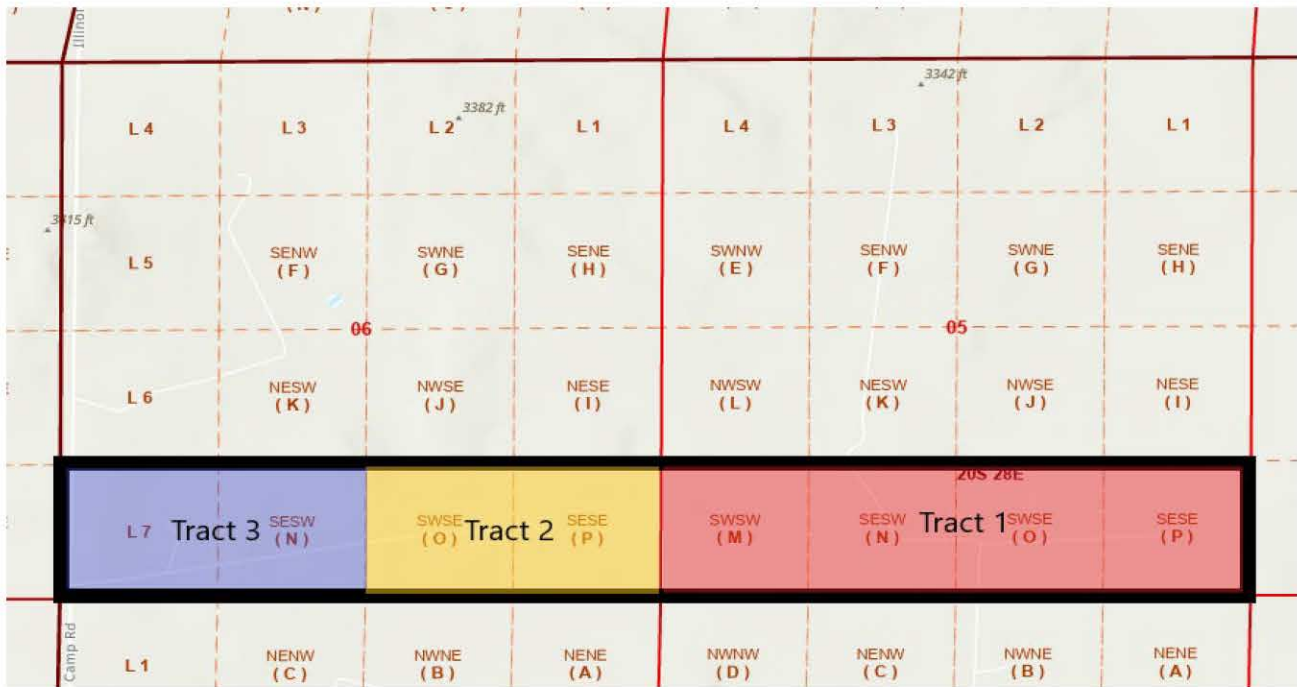 Illinoi
3342 ft
3382 ft
L 4
L 3
L 2
L 1
L 4
L 3
L 2
L 1
3415 ft
L 5
SENW
(F)
SWNE
(G)
SENE
(H)
SWNW
(E)
SENW
(F)
SWNE
(G)
SENE
(H)
06
05
L 6
NESW
(K)
NWSE
(J)
NESE
(I)
NWSW
(L)
NESW
(K)
NWSE
(J)
NESE
(I)
20S 28E
L 7
Tract 3
SESW
(N)
SWSE
(O)
Tract 2
SESE
(P)
SWSW
(M)
SESW
(N)
Tract 1
SWSE
(O)
SESE
(P)
Camp Rd
L 1
NENW
(C)
NWNE
(B)
NENE
(A)
NWNW
(D)
NENW
(C)
NWNE
(B)
NENE
(A)